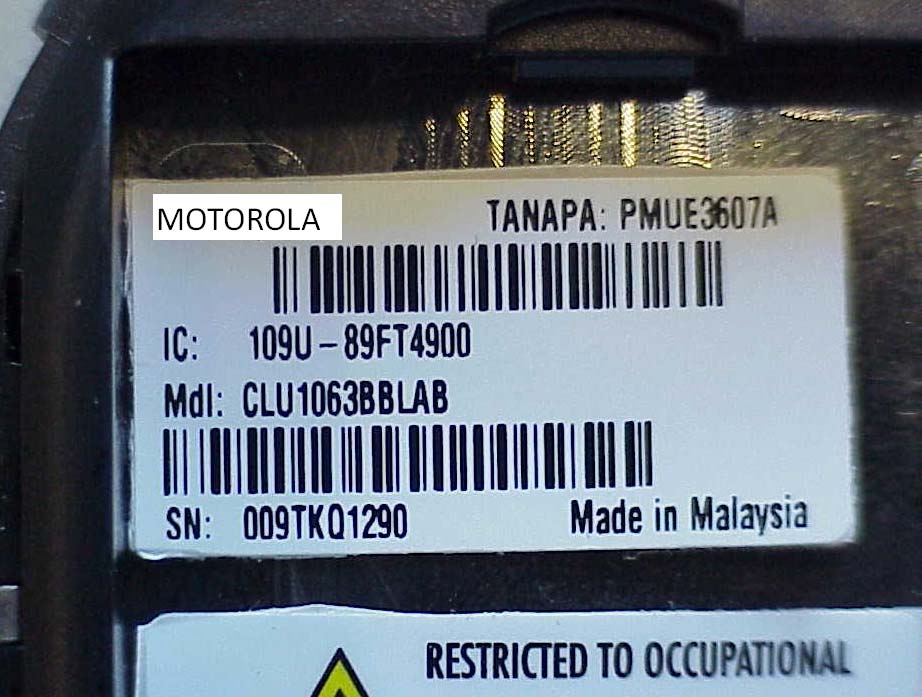 MOTOROLA TANAPA: PMUE3607A
IC: 109U-89FT4900
Mdl: CLU1063BBLAB
SN: 009TKQ1290 Made in Malaysia
RESTRICTED TO OCCUPATIONAL